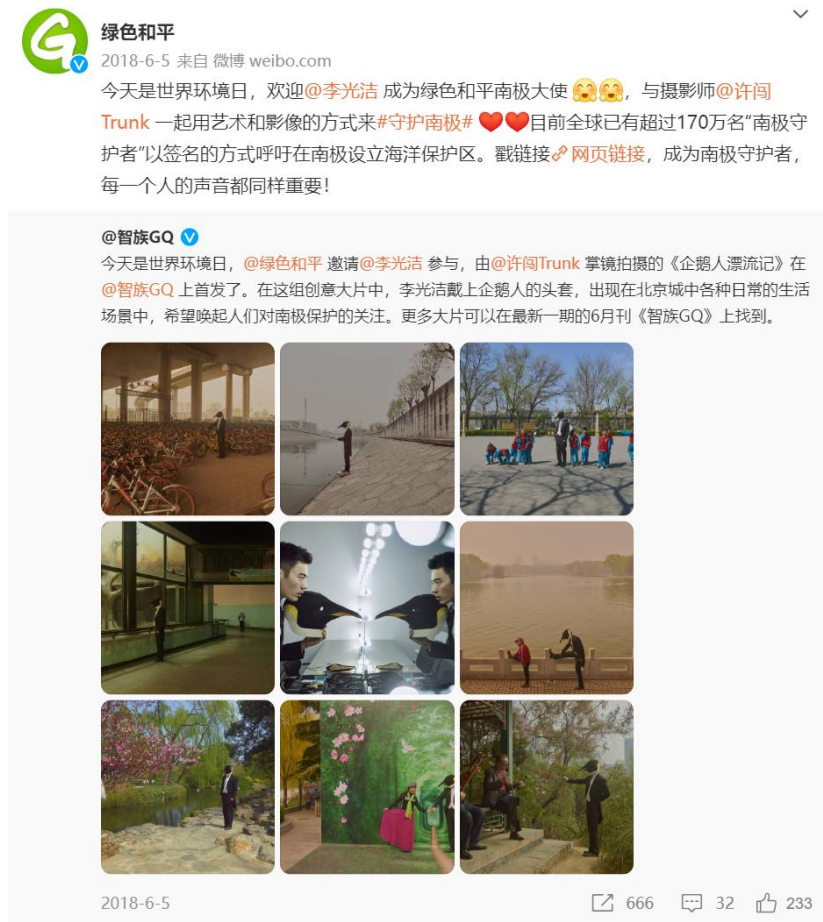 绿色和平
2018-6-5 来自 微博 weibo.com
今天是世界环境日，欢迎@李光洁 成为绿色和平南极大使 ，与摄影师@许闯
Trunk 一起用艺术和影像的方式来#守护南极# 目前全球已有超过170万名“南极守
护者”以签名的方式呼吁在南极设立海洋保护区。戳链接网页链接，成为南极守护者，
每一个人的声音都同样重要！
@智族GQ
今天是世界环境日，@绿色和平 邀请@李光洁 参与，由@许闯Trunk 掌镜拍摄的《企鹅人漂流记》在
@智族GQ 上首发了。在这组创意大片中，李光洁戴上企鹅人的头套，出现在北京城中各种日常的生活
场景中，希望唤起人们对南极保护的关注。更多大片可以在最新一期的6月刊《智族GQ》上找到。
2018-6-5 666 32 233